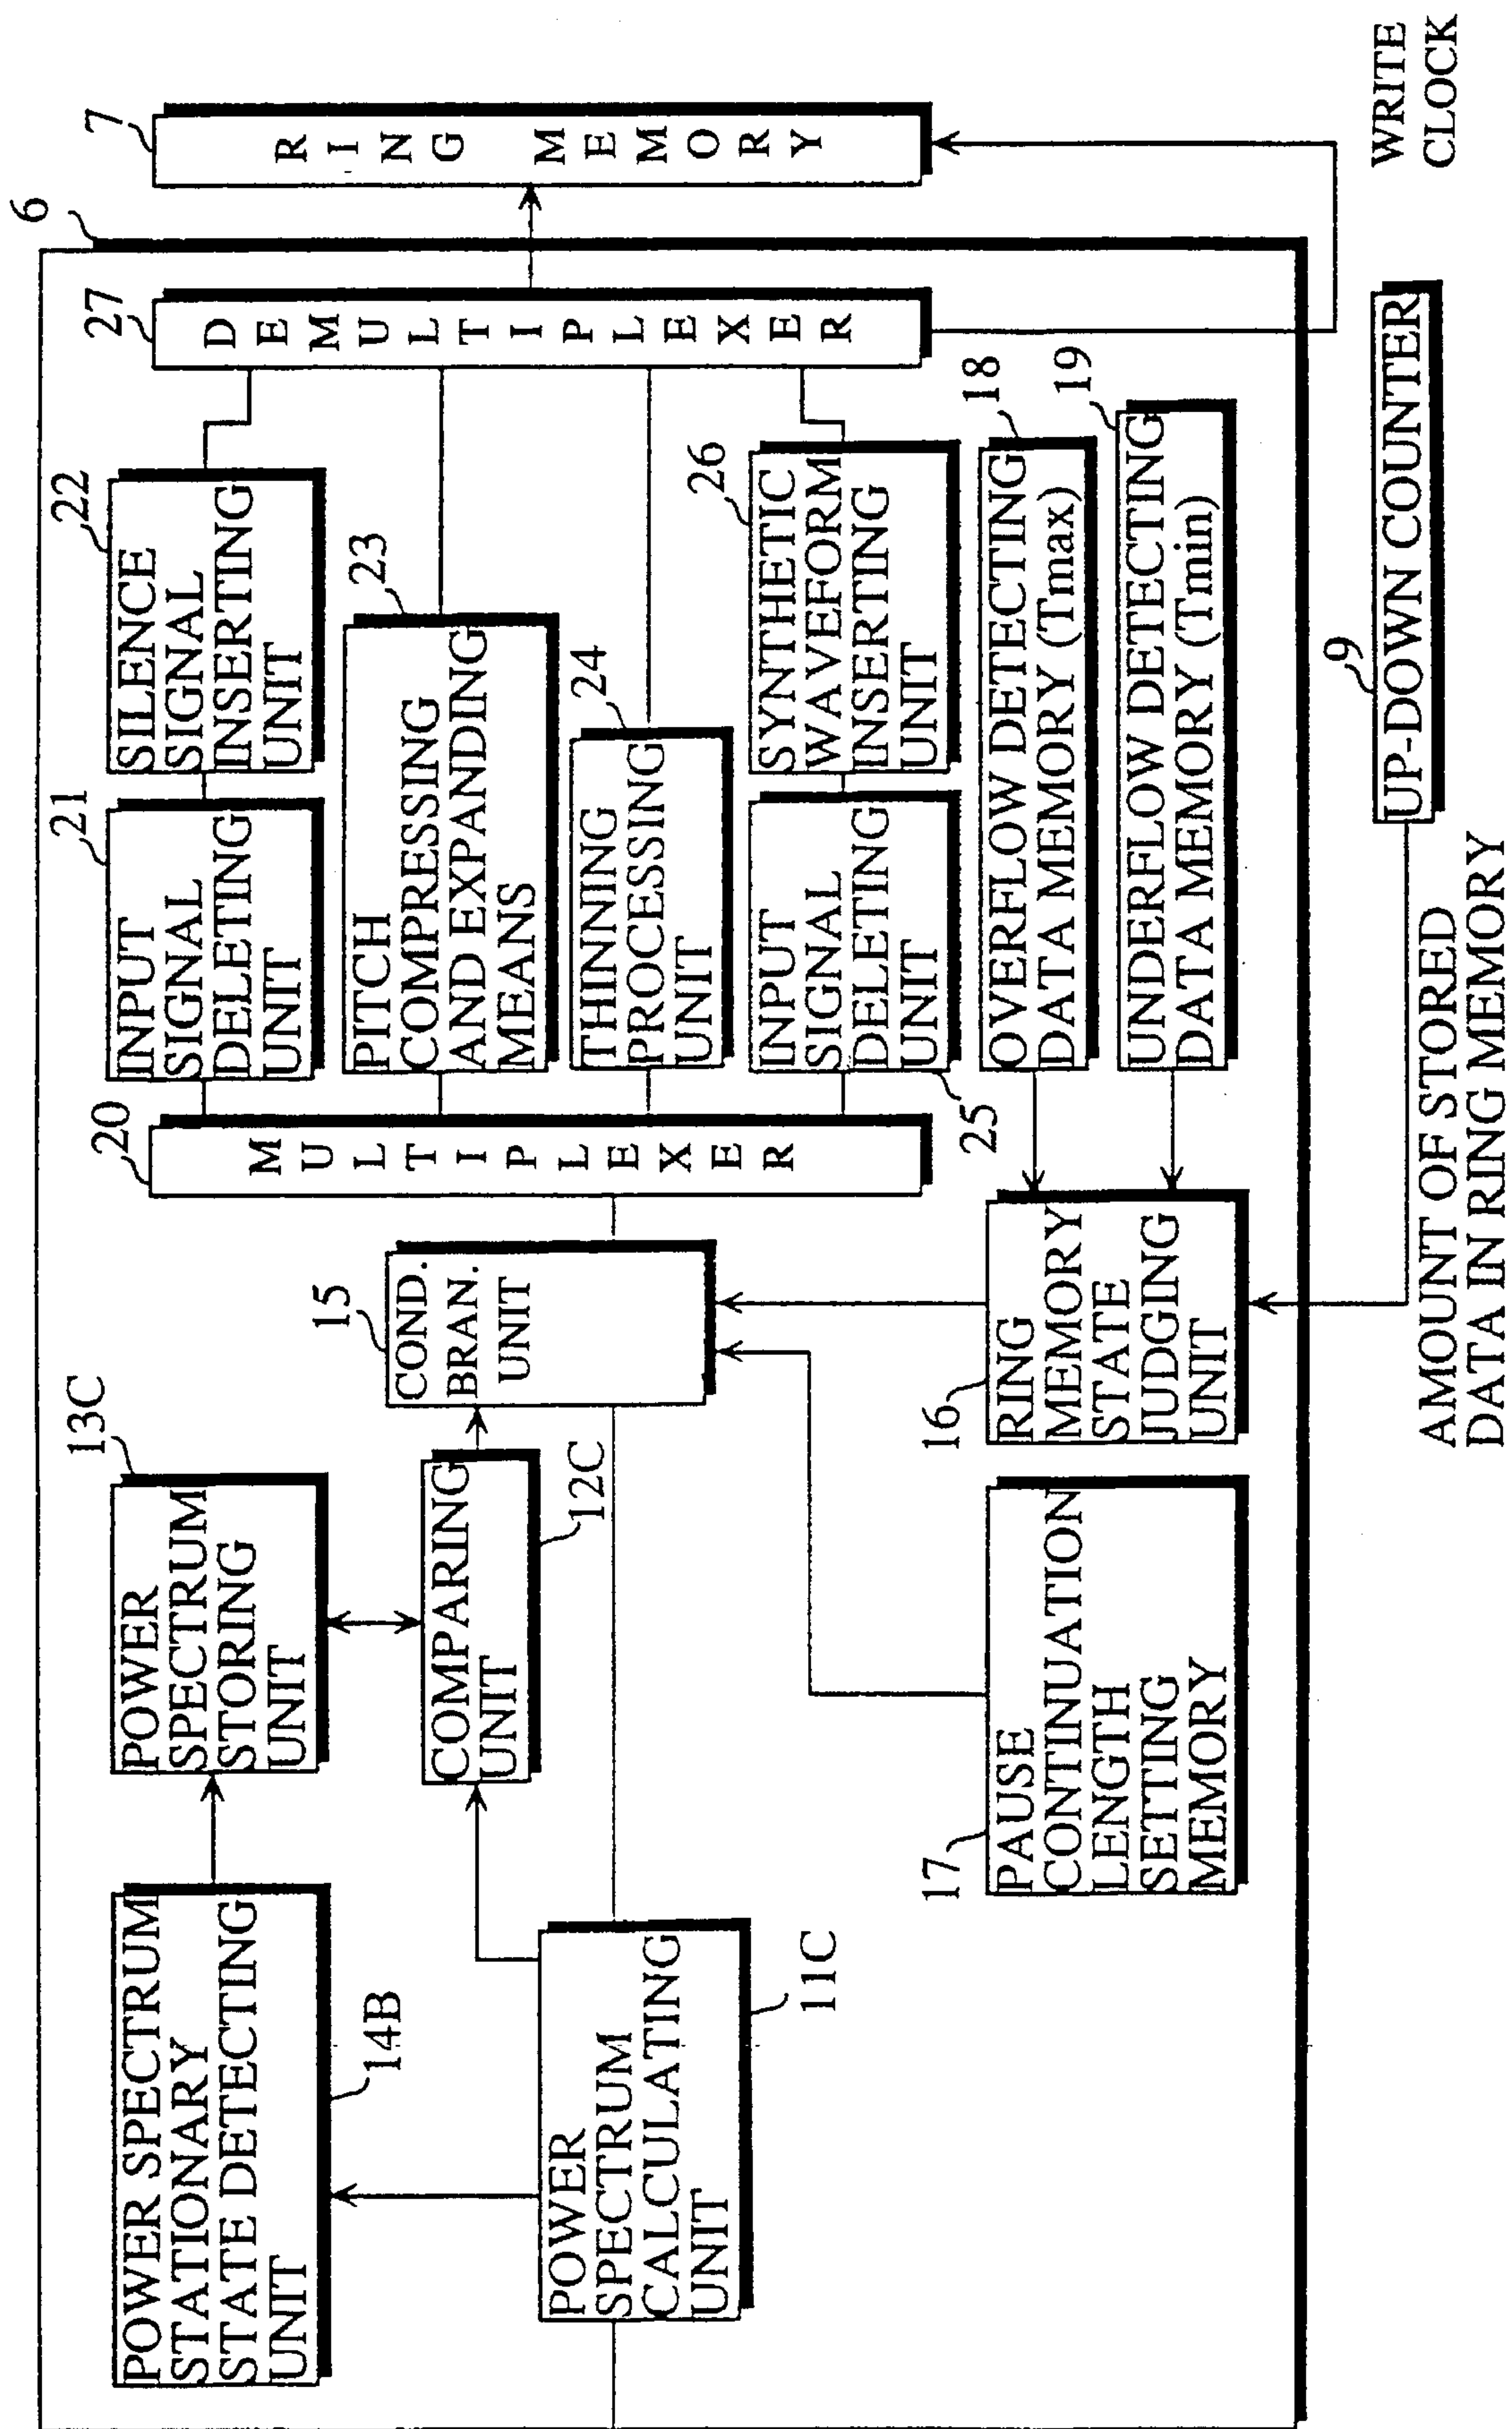 6
7
RING MEMORY
27
DEMULTIPLEXER
WRITE
CLOCK
22
SILENCE
SIGNAL
INSERTING
UNIT
21
INPUT
SIGNAL
DELETING
UNIT
23
PITCH
COMPRESSING
AND EXPANDING
MEANS
24
THINNING
PROCESSING
UNIT
26
SYNTHETIC
WAVEFORM
INSERTING
UNIT
INPUT
SIGNAL
DELETING
UNIT
25
18
OVERFLOW DETECTING
DATA MEMORY (Tmax)
19
UNDERFLOW DETECTING
DATA MEMORY (Tmin)
9
UP-DOWN COUNTER
20
MULTIPLEXER
15
COND.
BRAN.
UNIT
16
RING
MEMORY
STATE
JUDGING
UNIT
AMOUNT OF STORED
DATA IN RING MEMORY
13C
POWER
SPECTRUM
STORING
UNIT
COMPARING
UNIT
12C
17
PAUSE
CONTINUATION
LENGTH
SETTING
MEMORY
POWER SPECTRUM
STATIONARY
STATE DETECTING
UNIT
14B
POWER
SPECTRUM
CALCULATING
UNIT
11C